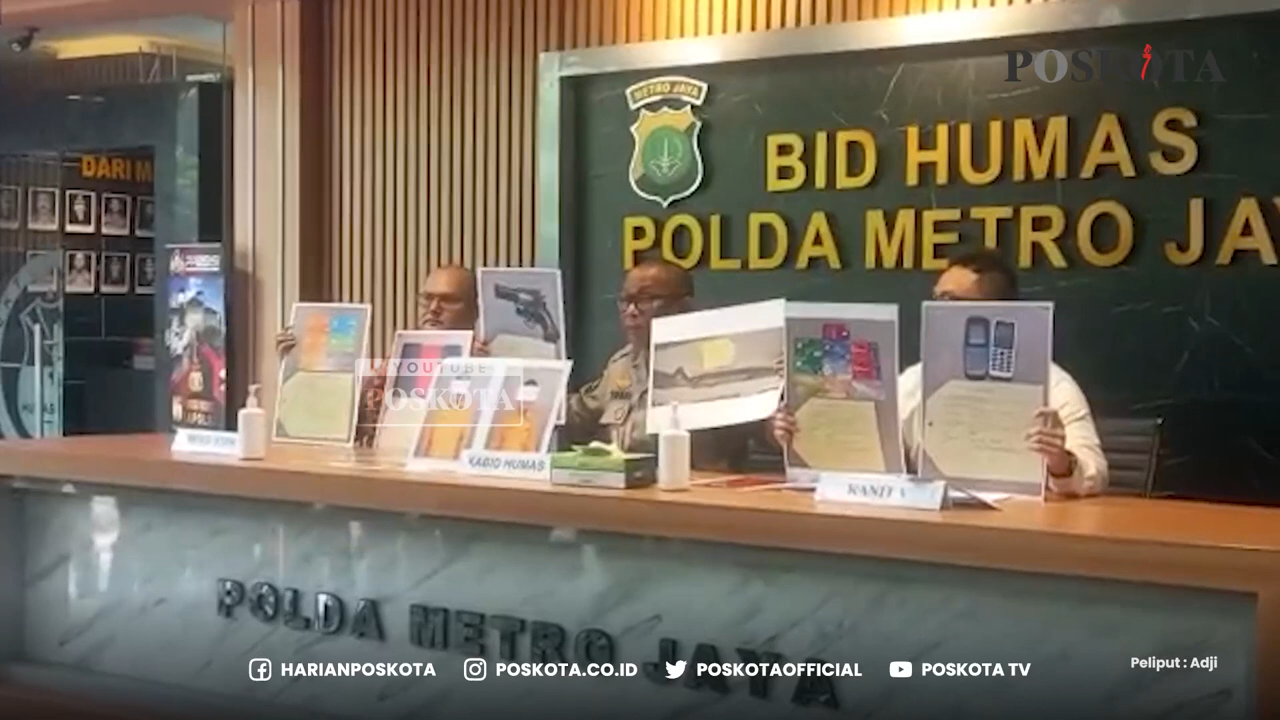 POSKOTA
METRO JAYA
BID HUMAS
POLDA METRO JAY
DARI M
YOUTUBE
POSKOTA
KABID HUMAS
KANIT V
POLDA METRO JAYA
HARIANPOSKOTA
POSKOTA.CO.ID
POSKOTAOFFICIAL
POSKOTA TV
Peliput : Adji